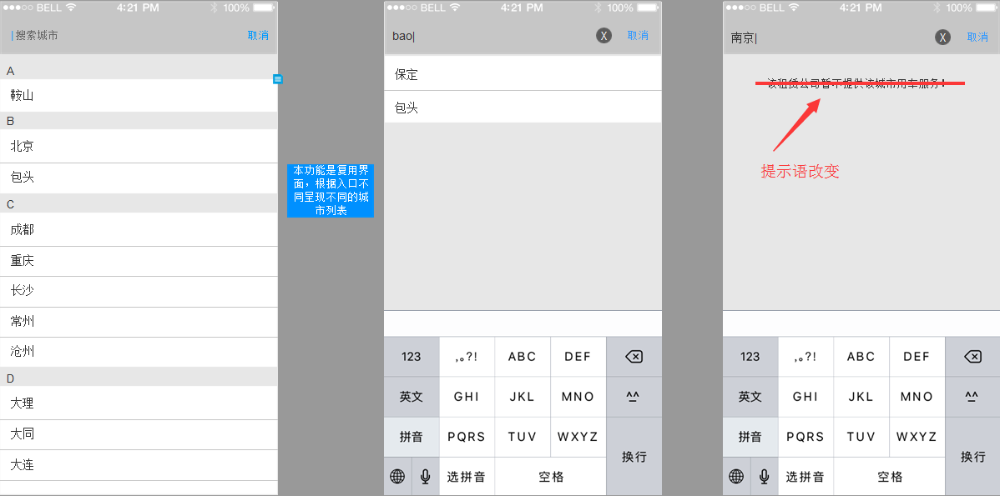 BELL 4:21 PM 100%
搜索城市 取消
A
鞍山
B
北京
包头
C
成都
重庆
长沙
常州
沧州
D
大理
大同
大连
本功能是复用界
面，根据入口不
同呈现不同的城
市列表
BELL 4:21 PM 100%
bao X 取消
保定
包头
123 ,。?! ABC DEF
英文 GHI JKL MNO ^^
拼音 PQRS TUV WXYZ
换行
选拼音 空格
BELL 4:21 PM 100%
南京 X 取消
该租赁公司暂不提供该城市用车服务！
提示语改变
123 ,。?! ABC DEF
英文 GHI JKL MNO ^^
拼音 PQRS TUV WXYZ
换行
选拼音 空格